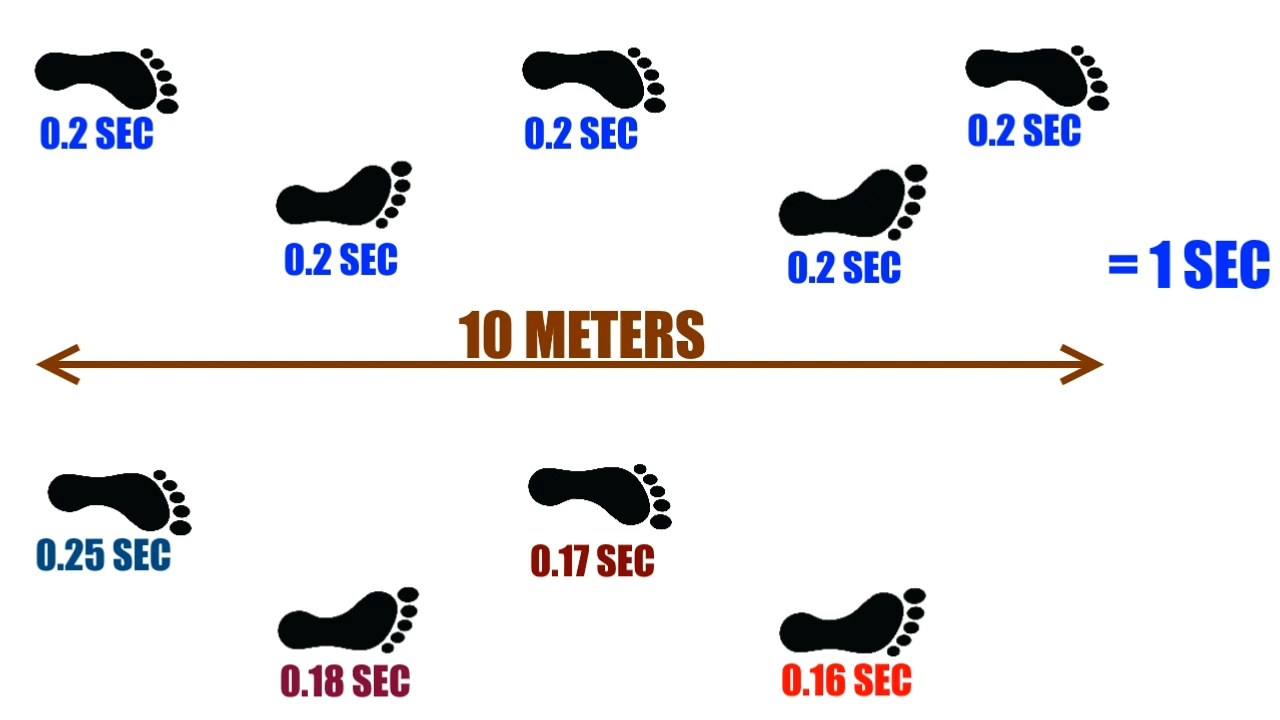 0.2 SEC
0.2 SEC
0.2 SEC
0.2 SEC
0.2 SEC
= 1 SEC
10 METERS
0.25 SEC
0.17 SEC
0.18 SEC
0.16 SEC